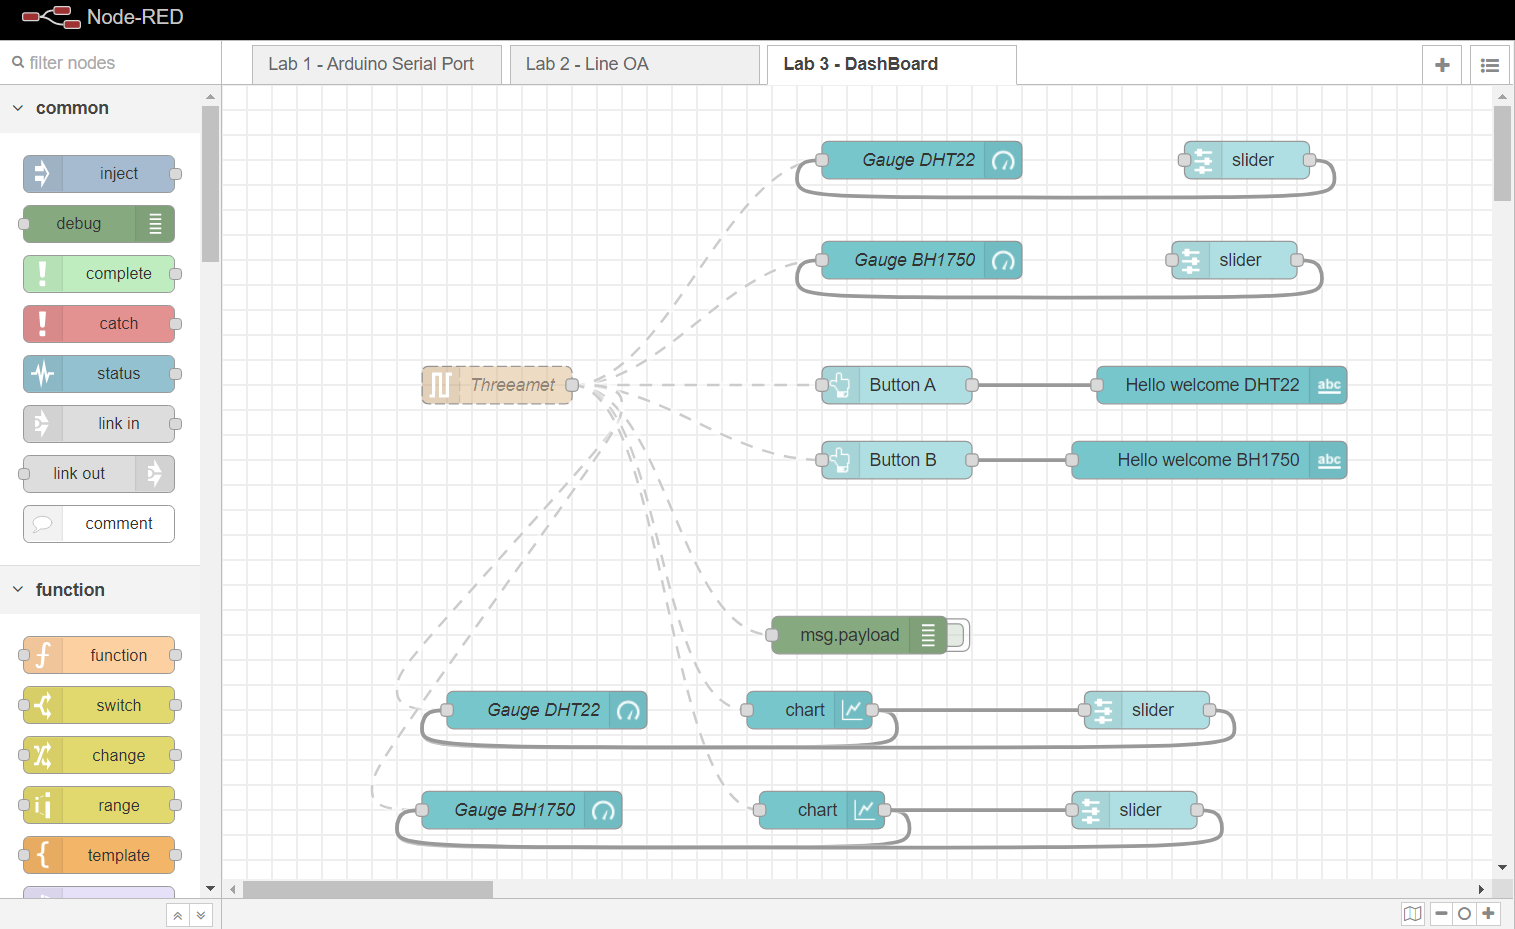 Node-RED
filter nodes
Lab 1 - Arduino Serial Port
Lab 2 - Line OA
Lab 3 - DashBoard
common
inject
debug
complete
catch
status
link in
link out
comment
function
function
switch
change
range
template
Gauge DHT22
slider
Gauge BH1750
slider
Threeamet
Button A
Hello welcome DHT22
abc
Button B
Hello welcome BH1750
abc
msg.payload
Gauge DHT22
chart
slider
Gauge BH1750
chart
slider